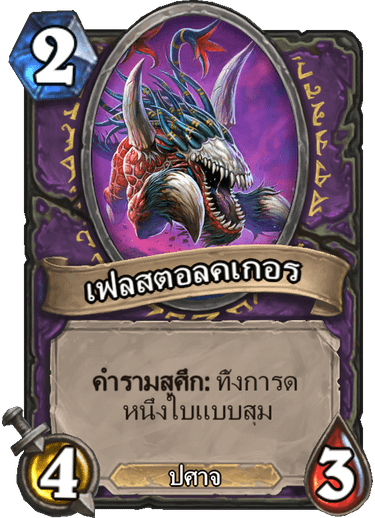 2
เฟลสตอลคเกอร
คำรามสูศึก: ทิงการด
หนึงใบแบบสุม
4
ปศาจ
3